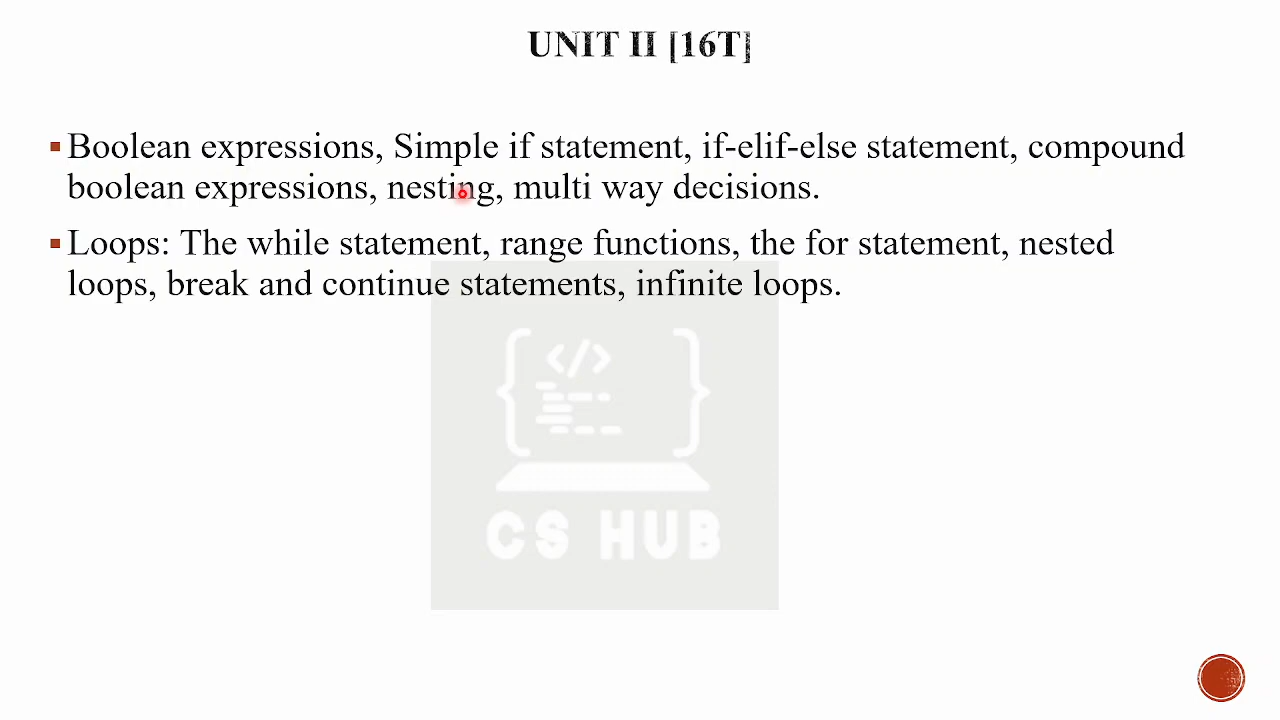 UNIT II [16T]
Boolean expressions, Simple if statement, if-elif-else statement, compound
boolean expressions, nesting, multi way decisions.
Loops: The while statement, range functions, the for statement, nested
loops, break and continue statements, infinite loops.
</>
CS HUB